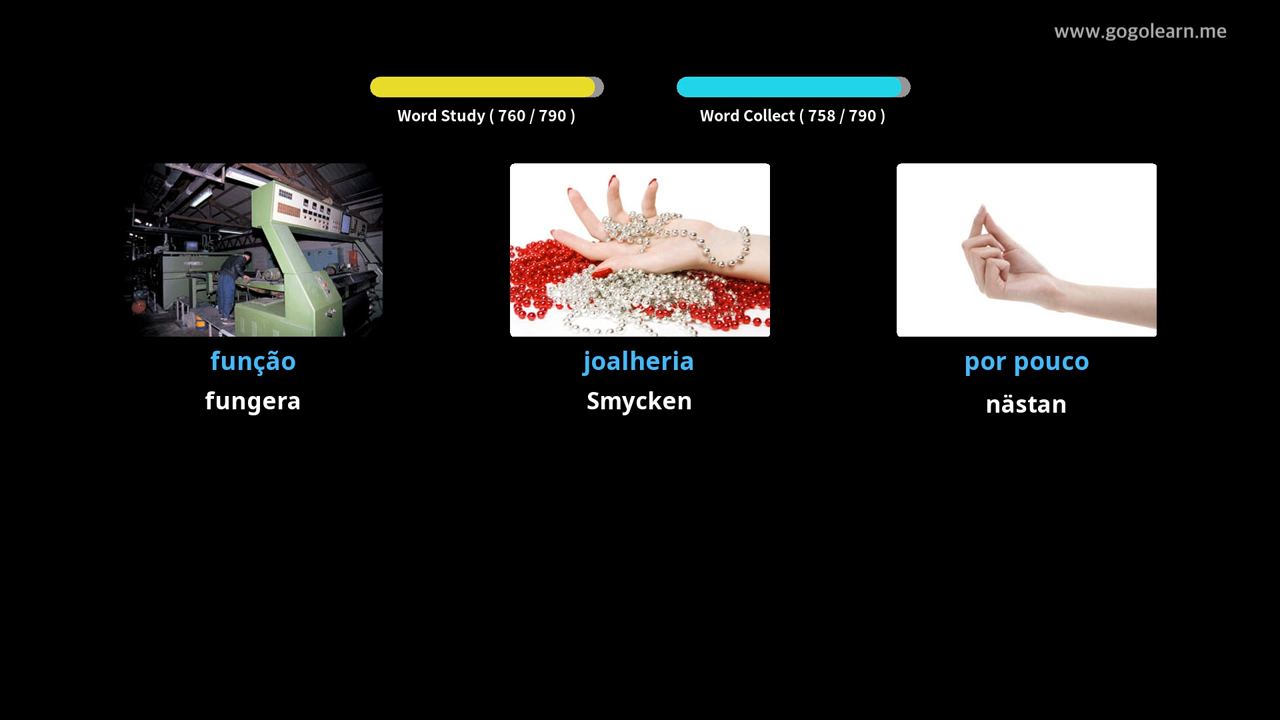 www.gogolearn.me
Word Study ( 760 / 790 )
Word Collect ( 758 / 790 )
função
joalheria
por pouco
fungera
Smycken
nästan